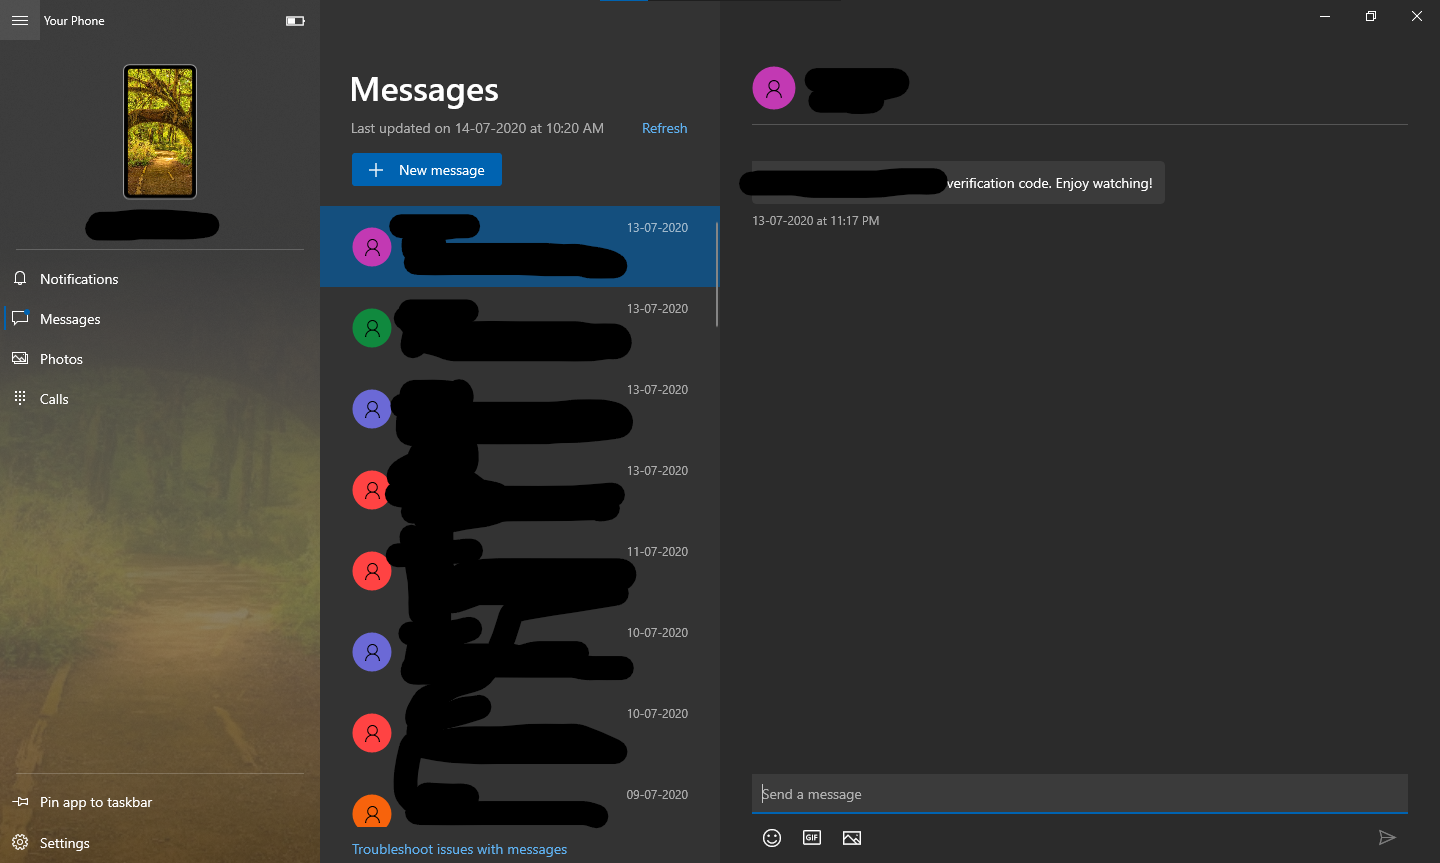 Your Phone
Notifications
Messages
Photos
Calls
Pin app to taskbar
Settings
Messages
Last updated on 14-07-2020 at 10:20 AM
Refresh
New message
13-07-2020
13-07-2020
13-07-2020
13-07-2020
11-07-2020
10-07-2020
10-07-2020
09-07-2020
Troubleshoot issues with messages
verification code. Enjoy watching!
13-07-2020 at 11:17 PM
Send a message
GIF